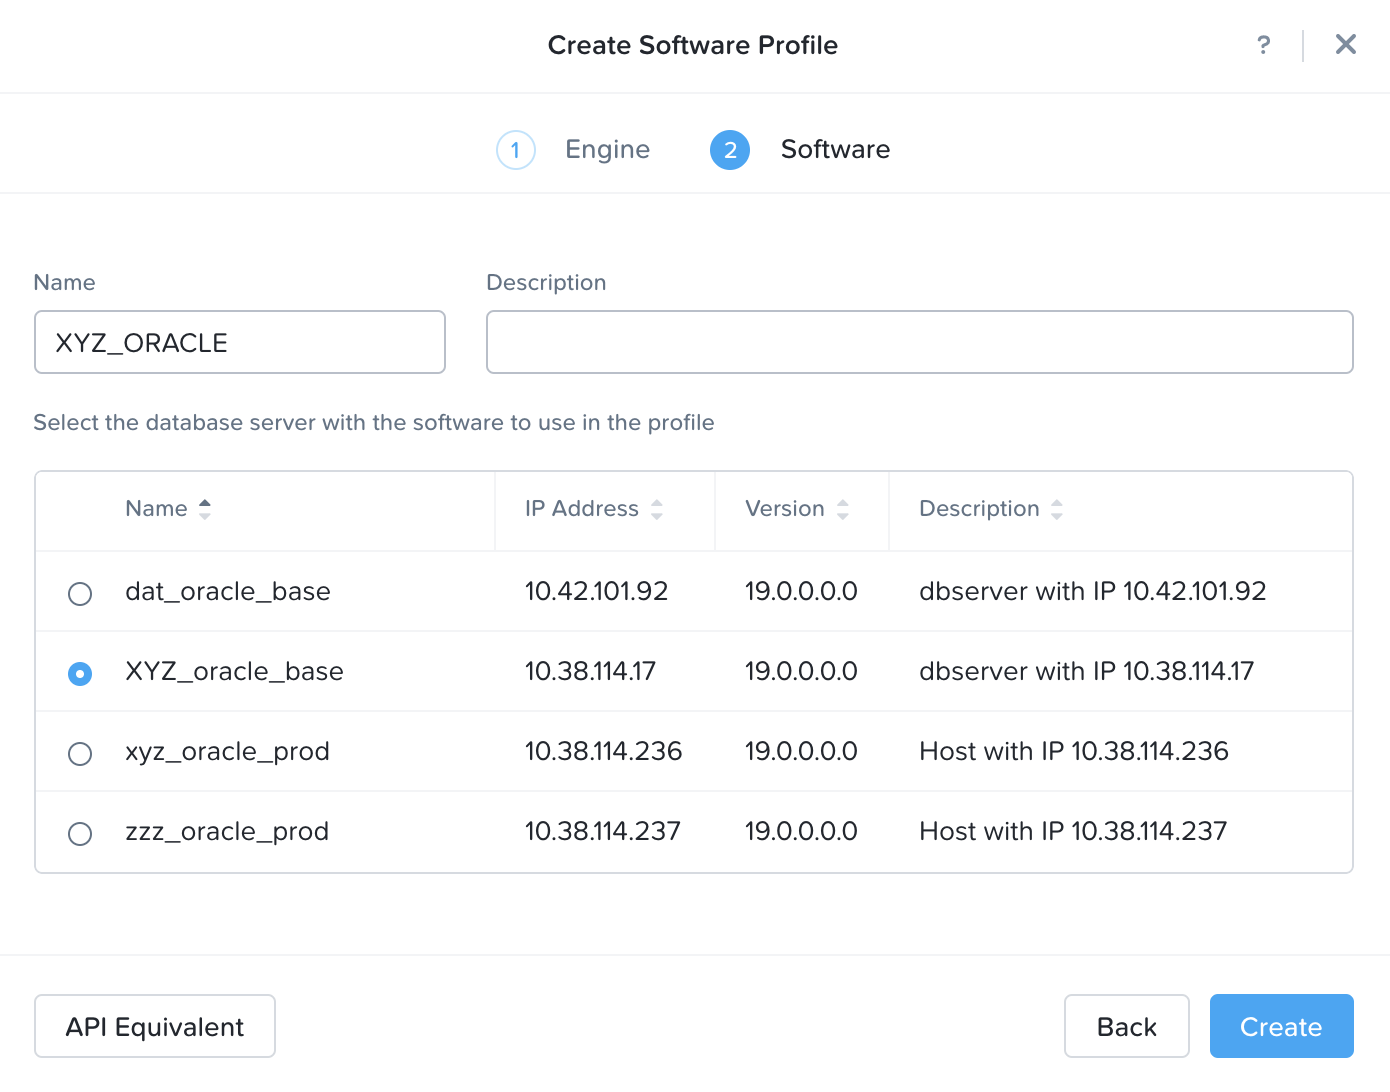 Create Software Profile ?
1 Engine 2 Software
Name Description
XYZ_ORACLE
Select the database server with the software to use in the profile
Name IP Address Version Description
dat_oracle_base 10.42.101.92 19.0.0.0.0 dbserver with IP 10.42.101.92
XYZ_oracle_base 10.38.114.17 19.0.0.0.0 dbserver with IP 10.38.114.17
xyz_oracle_prod 10.38.114.236 19.0.0.0.0 Host with IP 10.38.114.236
zzz_oracle_prod 10.38.114.237 19.0.0.0.0 Host with IP 10.38.114.237
API Equivalent Back Create